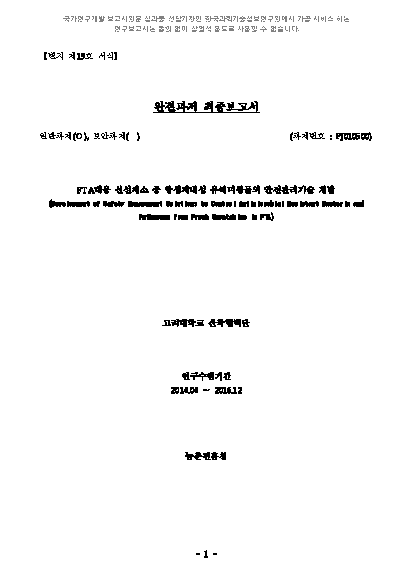 국가연구개발 보고서원문 성과물 전담기관인 한국과학기술정보연구원에서 가공·서비스 하는
연구보고서는 동의 없이 상업적 용도로 사용할 수 없습니다.
[별지 제19호 서식]
완결과제 최종보고서
일반과제(O), 보안과제( )
(과제번호 : PJ010500)
FTA대응 신선채소 중 항생제내성 유해미생물의 안전관리기술 개발
(Development of Safety Management Solutions to Control Antimicrobial Resistant Bacteria and
Pathogens from Fresh Vegetables in FTA)
고려대학교 산학협력단
연구수행기간
2014.04 ~ 2016.12
농촌진흥청
- 1 -